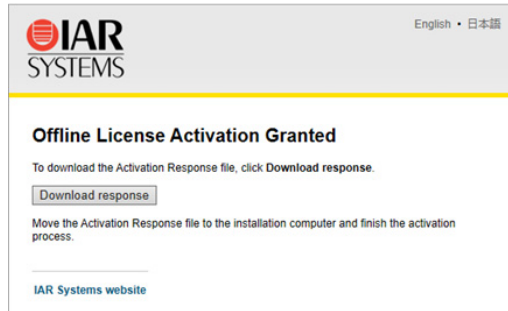 English • 日本語
IAR
SYSTEMS
Offline License Activation Granted
To download the Activation Response file, click Download response.
Download response
Move the Activation Response file to the installation computer and finish the activation
process.
IAR Systems website